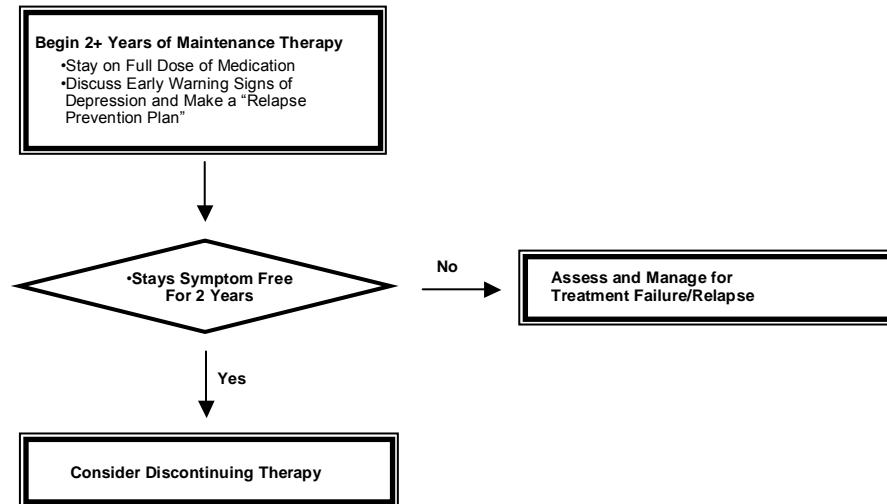 Begin 2+ Years of Maintenance Therapy
•Stay on Full Dose of Medication
•Discuss Early Warning Signs of
Depression and Make a “Relapse
Prevention Plan”
•Stays Symptom Free
For 2 Years
No
Assess and Manage for
Treatment Failure/Relapse
Yes
Consider Discontinuing Therapy